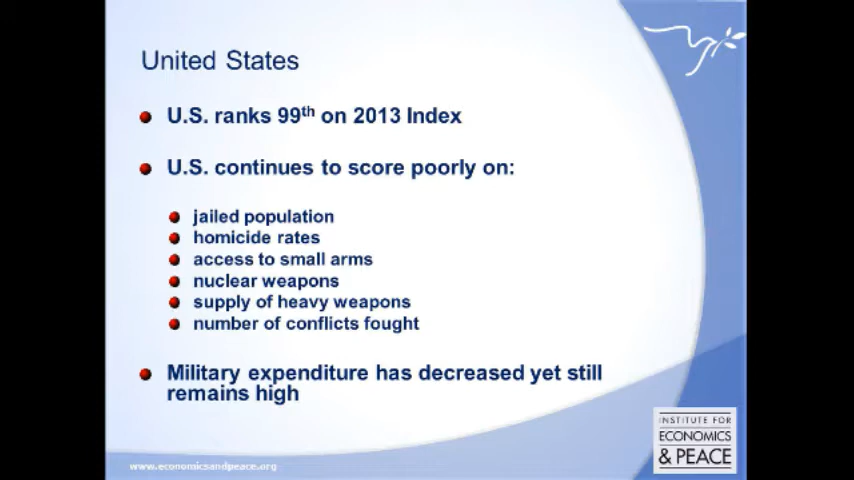 United States
U.S. ranks 99th on 2013 Index
U.S. continues to score poorly on:
jailed population
homicide rates
access to small arms
nuclear weapons
supply of heavy weapons
number of conflicts fought
Military expenditure has decreased yet still
remains high
INSTITUTE FOR
ECONOMICS
& PEACE
www.economicsandpeace.org